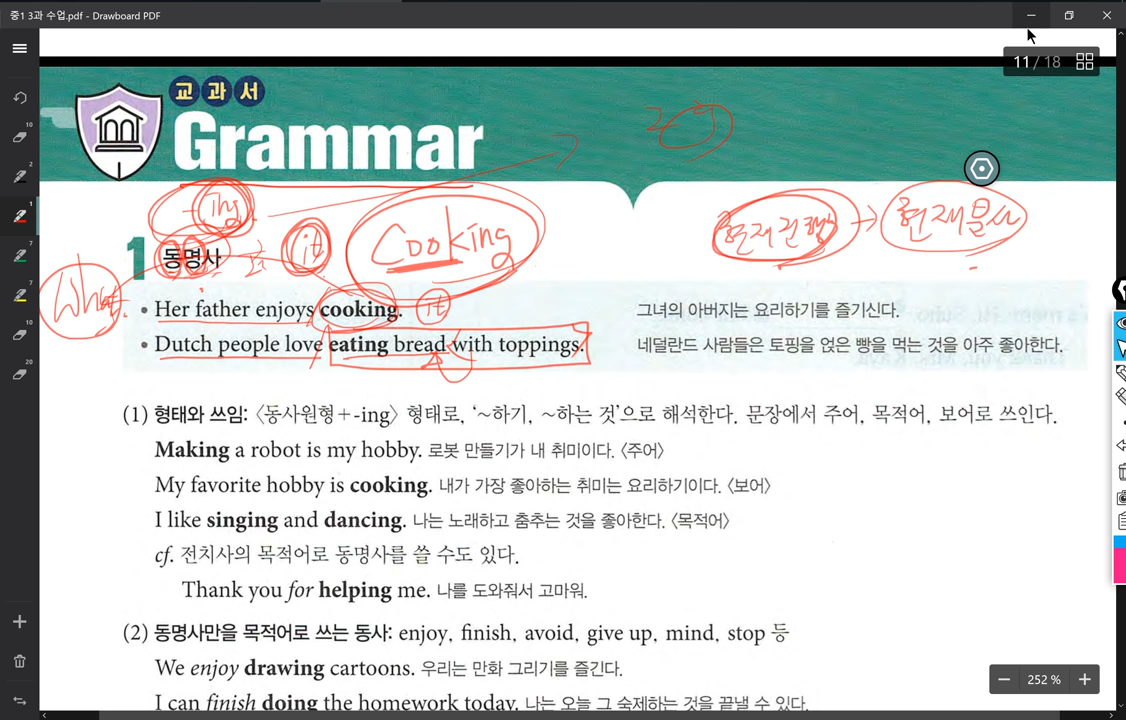 중1 3과 수업.pdf - Drawboard PDF
11 / 18
교과서
Grammar
-ing
현재진행 → 현재분사
it
Cooking
1 동명사
What
• Her father enjoys cooking. it 그녀의 아버지는 요리하기를 즐기신다.
• Dutch people love eating bread with toppings. 네덜란드 사람들은 토핑을 얹은 빵을 먹는 것을 아주 좋아한다.
(1) 형태와 쓰임: 〈동사원형+-ing〉 형태로, ‘~하기, ~하는 것’으로 해석한다. 문장에서 주어, 목적어, 보어로 쓰인다.
Making a robot is my hobby. 로봇 만들기가 내 취미이다. 〈주어〉
My favorite hobby is cooking. 내가 가장 좋아하는 취미는 요리하기이다. 〈보어〉
I like singing and dancing. 나는 노래하고 춤추는 것을 좋아한다. 〈목적어〉
cf. 전치사의 목적어로 동명사를 쓸 수도 있다.
Thank you for helping me. 나를 도와줘서 고마워.
(2) 동명사만을 목적어로 쓰는 동사: enjoy, finish, avoid, give up, mind, stop 등
We enjoy drawing cartoons. 우리는 만화 그리기를 즐긴다.
I can finish doing the homework today. 나는 오늘 그 숙제하는 것을 끝낼 수 있다.
252 %